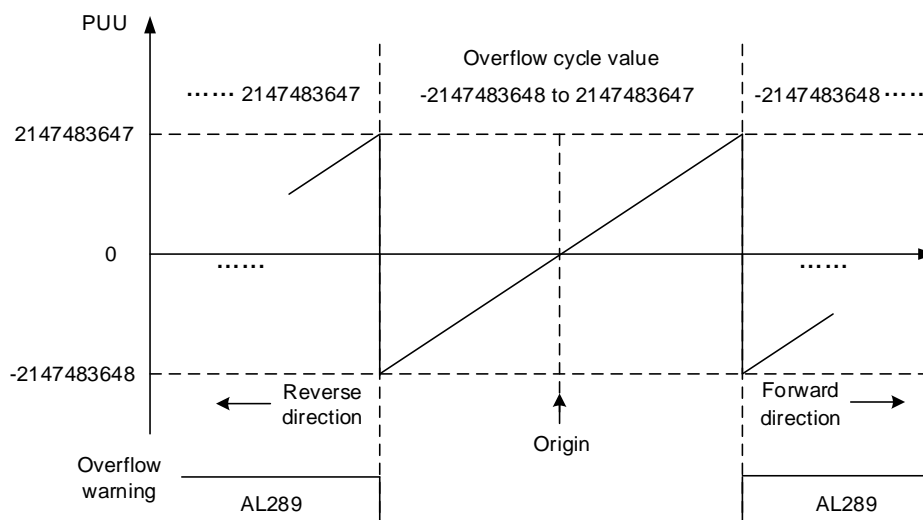 PUU
Overflow cycle value
…… 2147483647
-2147483648 to 2147483647
-2147483648 ……
2147483647
0
……
……
-2147483648
Reverse
direction
Forward
direction
Origin
Overflow
warning
AL289
AL289